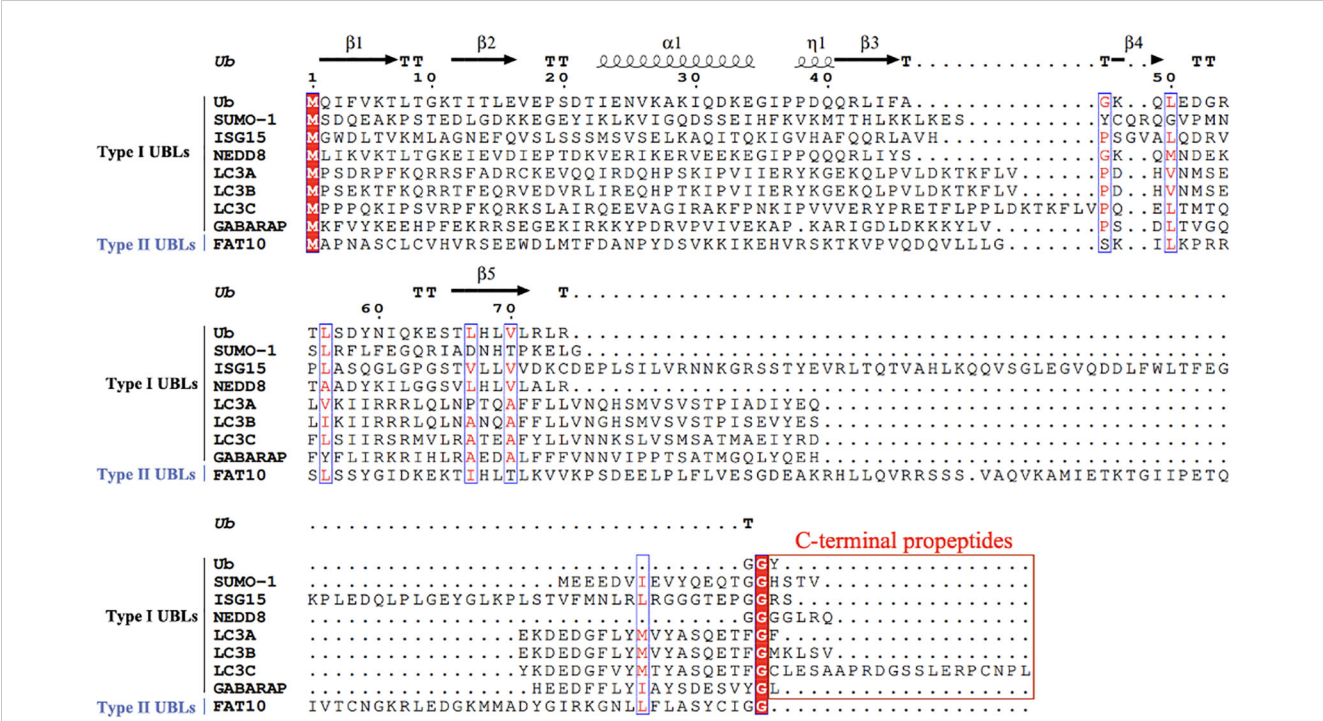 β1 β2 α1 η1 β3 β4
Ub TT TT T..............T TT
1 10 20 30 40 50
Ub MQIFVKTLTGKTITLEVEPSDTIENVKAKIQDKEGIPPDQQRLIFA..............GK..QLEDGR
SUMO-1 MSDQEAKPSTEDLGDKKEGEYIKLKVIGQDSSEIHFKVKMTTHLKKLKES..........YCQRQGVPMN
ISG15 MGWDLTVKMLAGNEFQVSLSSSMSVSELKAQITQKIGVHAFQQRLAVH............PSGVALQDRV
Type I UBLs
NEDD8 MLIKVKTLTGKEIEIDIEPTDKVERIKERVEEKEGIPPQQQRLIYS..............GK..QMNDEK
LC3A MPSDRPFKQRRSFADRCKEVQQIRDQHPSKIPVIIERYKGEKQLPVLDKTKFLV......PD..HVNMSE
LC3B MPSEKTFKQRRTFEQRVEDVRLIREQHPTKIPVIIERYKGEKQLPVLDKTKFLV......PD..HVNMSE
LC3C MPPPQKIPSVRPFKQRKSLAIRQEEVAGIRAKFPNKIPVVVERYPRETFLPPLDKTKFLVPQ..ELTMTQ
GABARAP MKFVYKEEHPFEKRRSEGEKIRKKYPDRVPVIVEKAP.KARIGDLDKKKYLV........PS..DLTVGQ
Type II UBLs FAT10 MAPNASCLCVHVRSEEWDLMTFDANPYDSVKKIKEHVRSKTKVPVQDQVLLLG.......SK..ILKPRR
β5
Ub TT T..................................................
60 70
Ub TLSDYNIQKESTLHLVLRLR..................................................
SUMO-1 SLRFLFEGQRIADNHTPKELG.................................................
ISG15 PLASQGLGPGSTVLLVVDKCDEPLSILVRNNKGRSSTYEVRLTQTVAHLKQQVSGLEGVQDDLFWLTFEG
Type I UBLs
NEDD8 TAADYKILGGSVLHLVLALR..................................................
LC3A LVKIIRRRLQLNPTQAFFLLVNQHSMVSVSTPIADIYEQ...............................
LC3B LIKIIRRRLQLNANQAFFLLVNGHSMVSVSTPISEVYES...............................
LC3C FLSIIRSRMVLRATEAFYLLVNNKSLVSMSATMAEIYRD...............................
GABARAP FYFLIRKRIHLRAEDALFFFVNNVIPPTSATMGQLYQEH...............................
Type II UBLs FAT10 SLSSYGIDKEKTIHLTLKVVKPSDEELPLFLVESGDEAKRHLLQVRRSSS.VAQVKAMIETKTGIIPETQ
Ub .................................T
C-terminal propeptides
Ub .................................GGY...................
SUMO-1 ...................MEEEDVIEVYQEQTGGHSTV................
ISG15 KPLEDQLPLGEYGLKPLSTVFMNLRLRGGGTEPGGRS..................
Type I UBLs
NEDD8 .................................GGGGLRQ...............
LC3A ................EKDEDGFLYMVYASQETFGF...................
LC3B ................EKDEDGFLYMVYASQETFGMKLSV...............
LC3C ................YKDEDGFVYMTYASQETFGCLESAAPRDGSSLERPCNPL
GABARAP .................HEEDFFLYIAYSDESVYGL...................
Type II UBLs FAT10 IVTCNGKRLEDGKMMADYGIRKGNLLFLASYCIGG....................